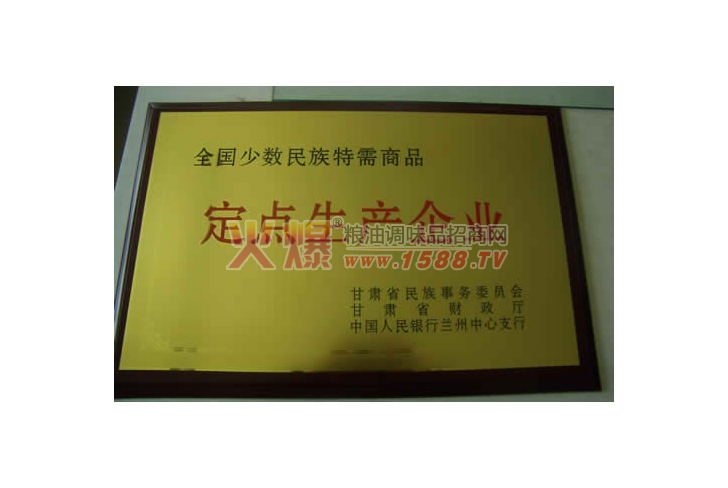 全国少数民族特需商品
定点生产企业
火爆®粮油调味品招商网
www.1588.TV
甘肃省民族事务委员会
甘肃省财政厅
中国人民银行兰州中心支行